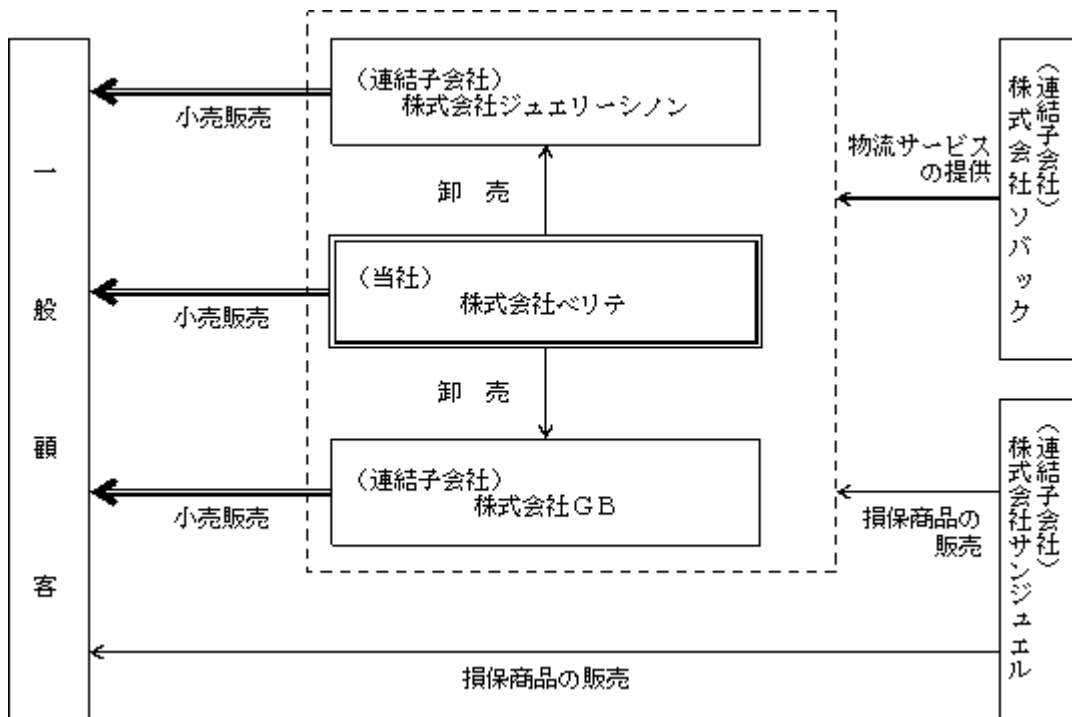 一般顧客
(連結子会社)
株式会社ジュエリーシノン
小売販売
卸 売
(当社)
株式会社ベリテ
小売販売
卸 売
(連結子会社)
株式会社GB
小売販売
物流サービス
の提供
(連結子会社)
株式会社ソバック
損保商品の
販売
(連結子会社)
株式会社サンジュエル
損保商品の販売